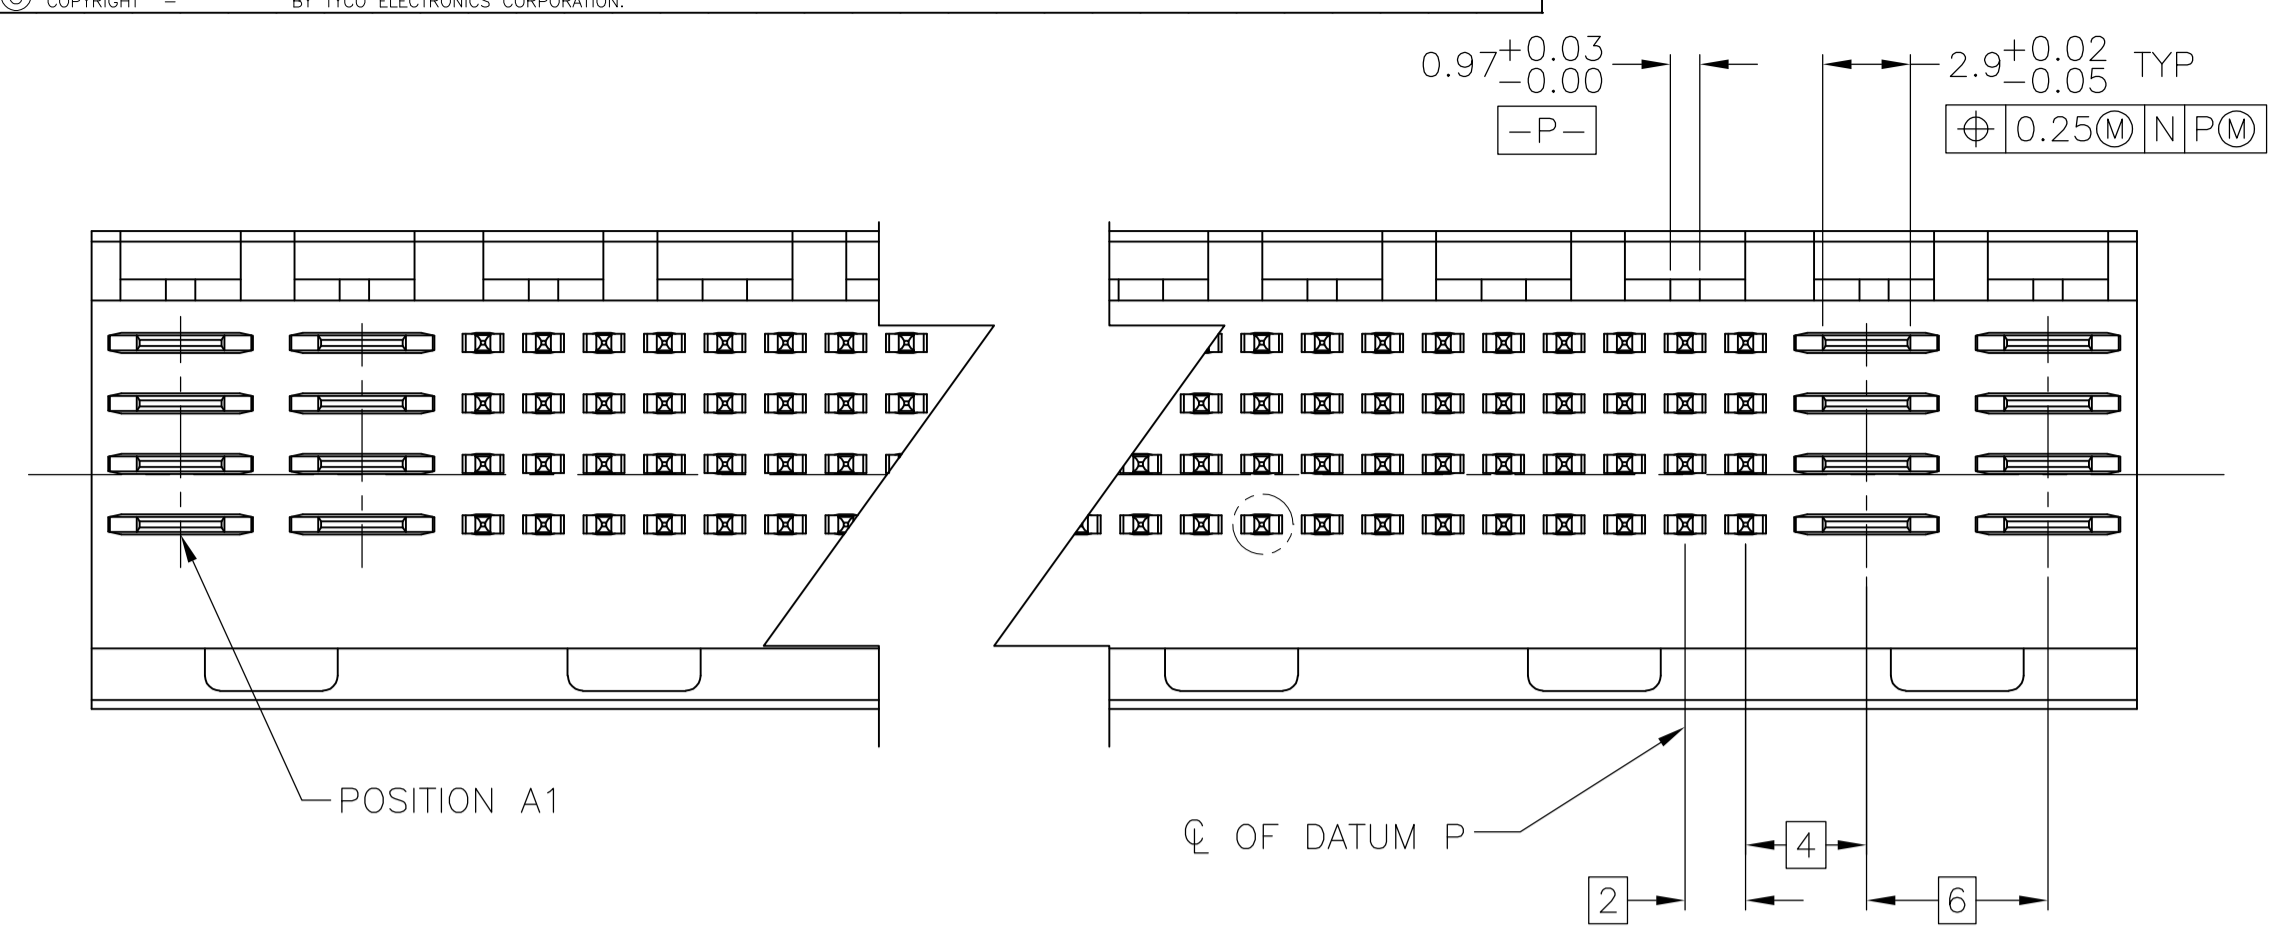 © COPYRIGHT - BY TYCO ELECTRONICS CORPORATION.
0.97 +0.03 -0.00
-P-
2.9 +0.02 -0.05 TYP
⌖ 0.25Ⓜ N PⓂ
POSITION A1
℄ OF DATUM P
4
2
6